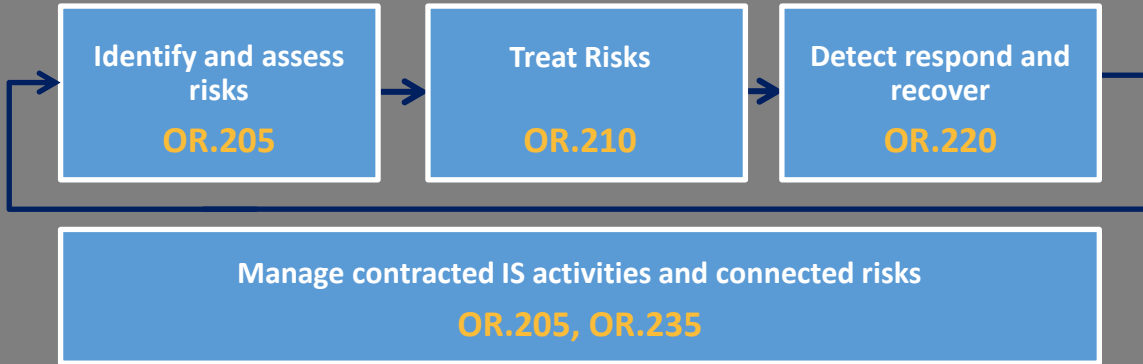 Identify and assess
risks
OR.205
Treat Risks
OR.210
Detect respond and
recover
OR.220
Manage contracted IS activities and connected risks
OR.205, OR.235